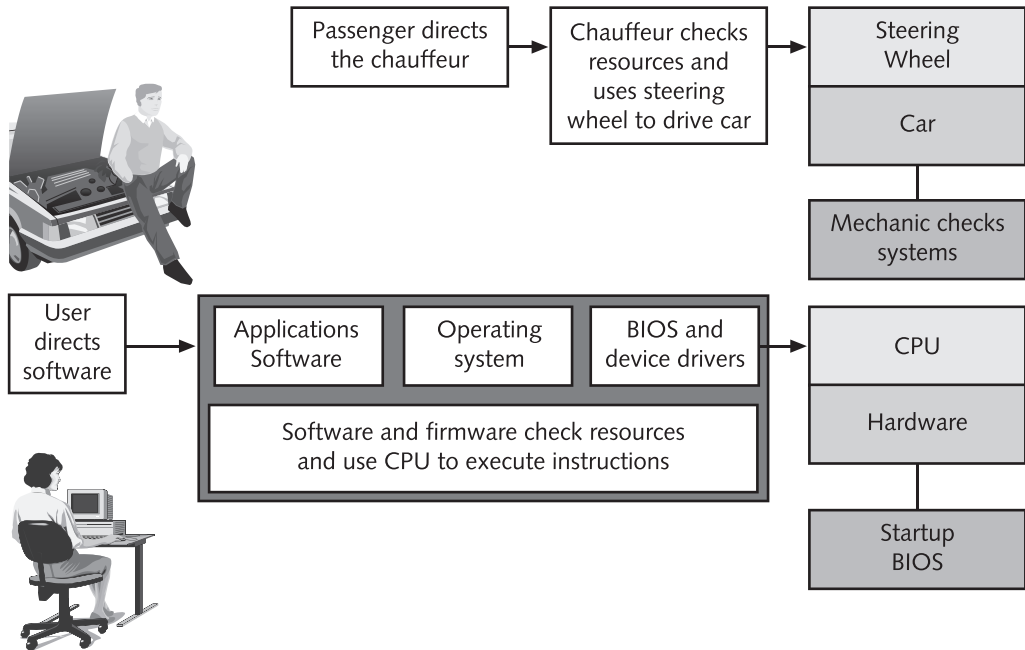 Passenger directs
the chauffeur
Chauffeur checks
resources and
uses steering
wheel to drive car
Steering
Wheel
Car
Mechanic checks
systems
User
directs
software
Applications
Software
Operating
system
BIOS and
device drivers
CPU
Software and firmware check resources
and use CPU to execute instructions
Hardware
Startup
BIOS